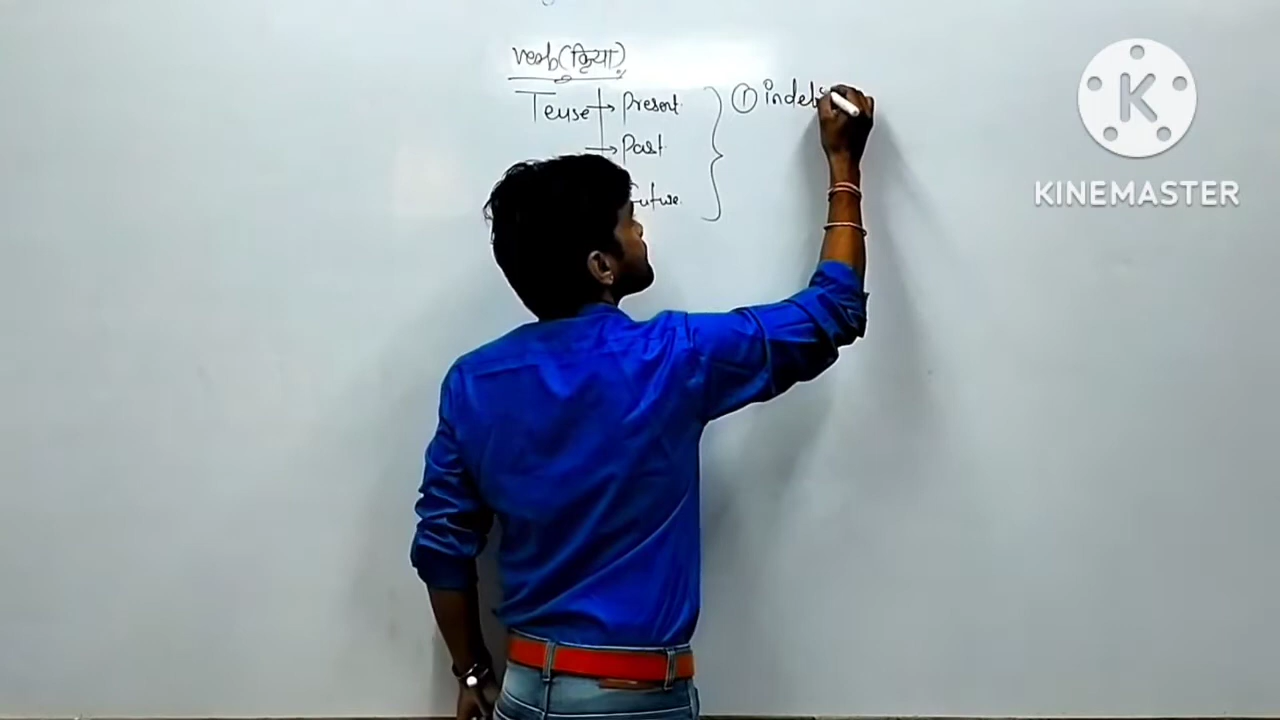 verb (क्रिया)
Tense → Present
→ Past
Future
① indefi
K
KINEMASTER